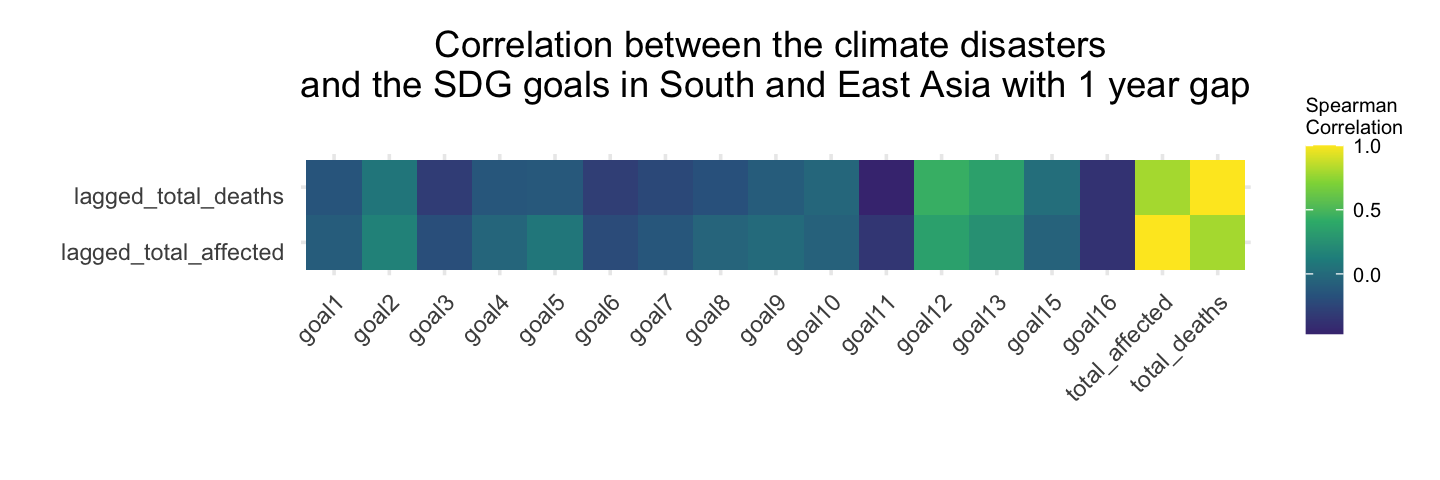 Correlation between the climate disasters
and the SDG goals in South and East Asia with 1 year gap
Spearman
Correlation
1.0
0.5
0.0
lagged_total_deaths
lagged_total_affected
goal1
goal2
goal3
goal4
goal5
goal6
goal7
goal8
goal9
goal10
goal11
goal12
goal13
goal15
goal16
total_affected
total_deaths